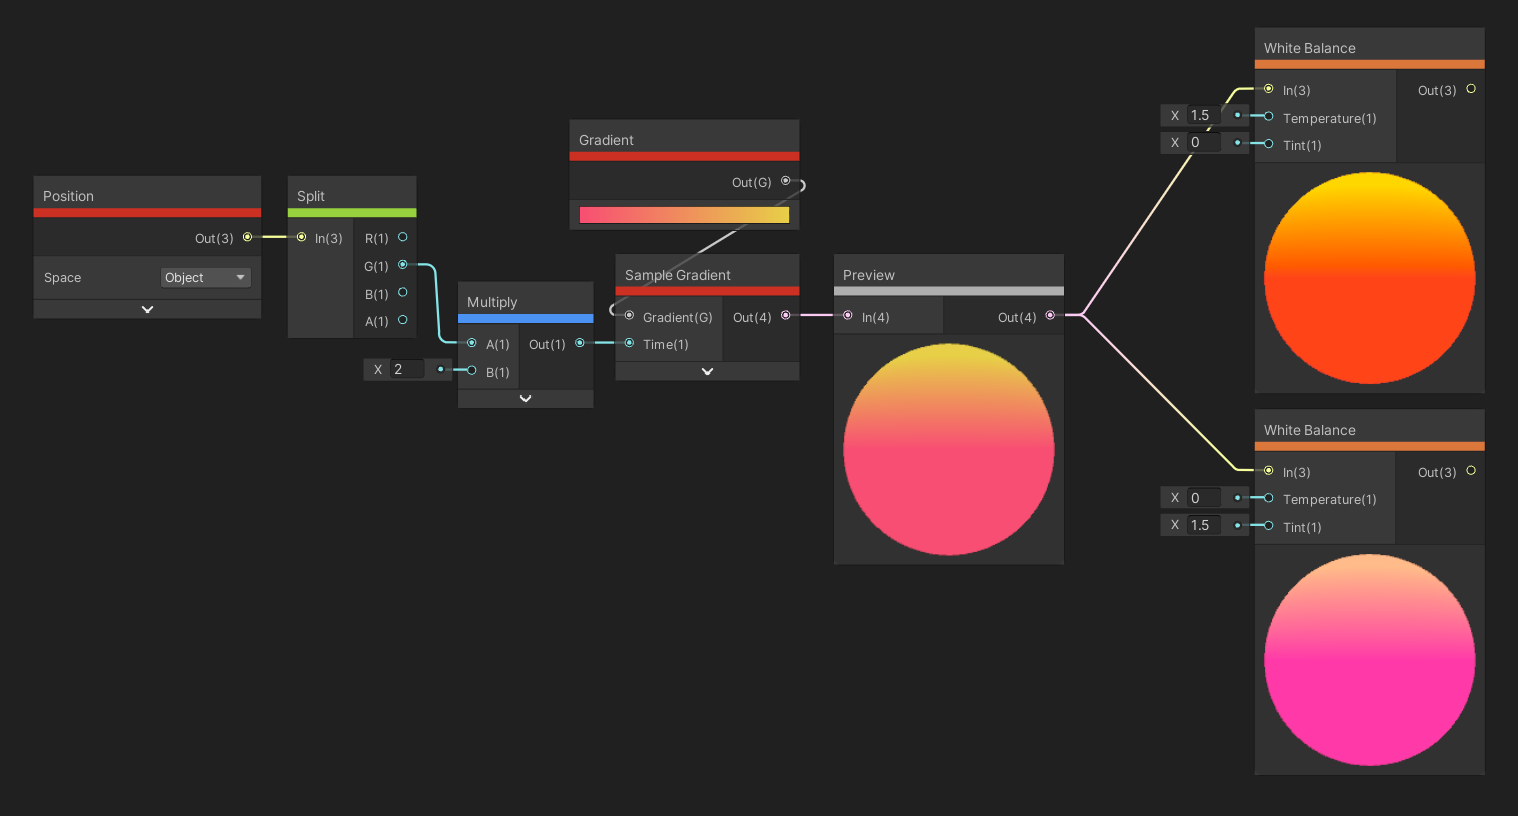 Position
Out(3)
Space
Object
Split
In(3)
R(1)
G(1)
B(1)
A(1)
X 2
Multiply
A(1)
Out(1)
B(1)
Gradient
Out(G)
Sample Gradient
Gradient(G)
Out(4)
Time(1)
Preview
In(4)
Out(4)
White Balance
In(3)
Out(3)
X 1.5
Temperature(1)
X 0
Tint(1)
White Balance
In(3)
Out(3)
X 0
Temperature(1)
X 1.5
Tint(1)